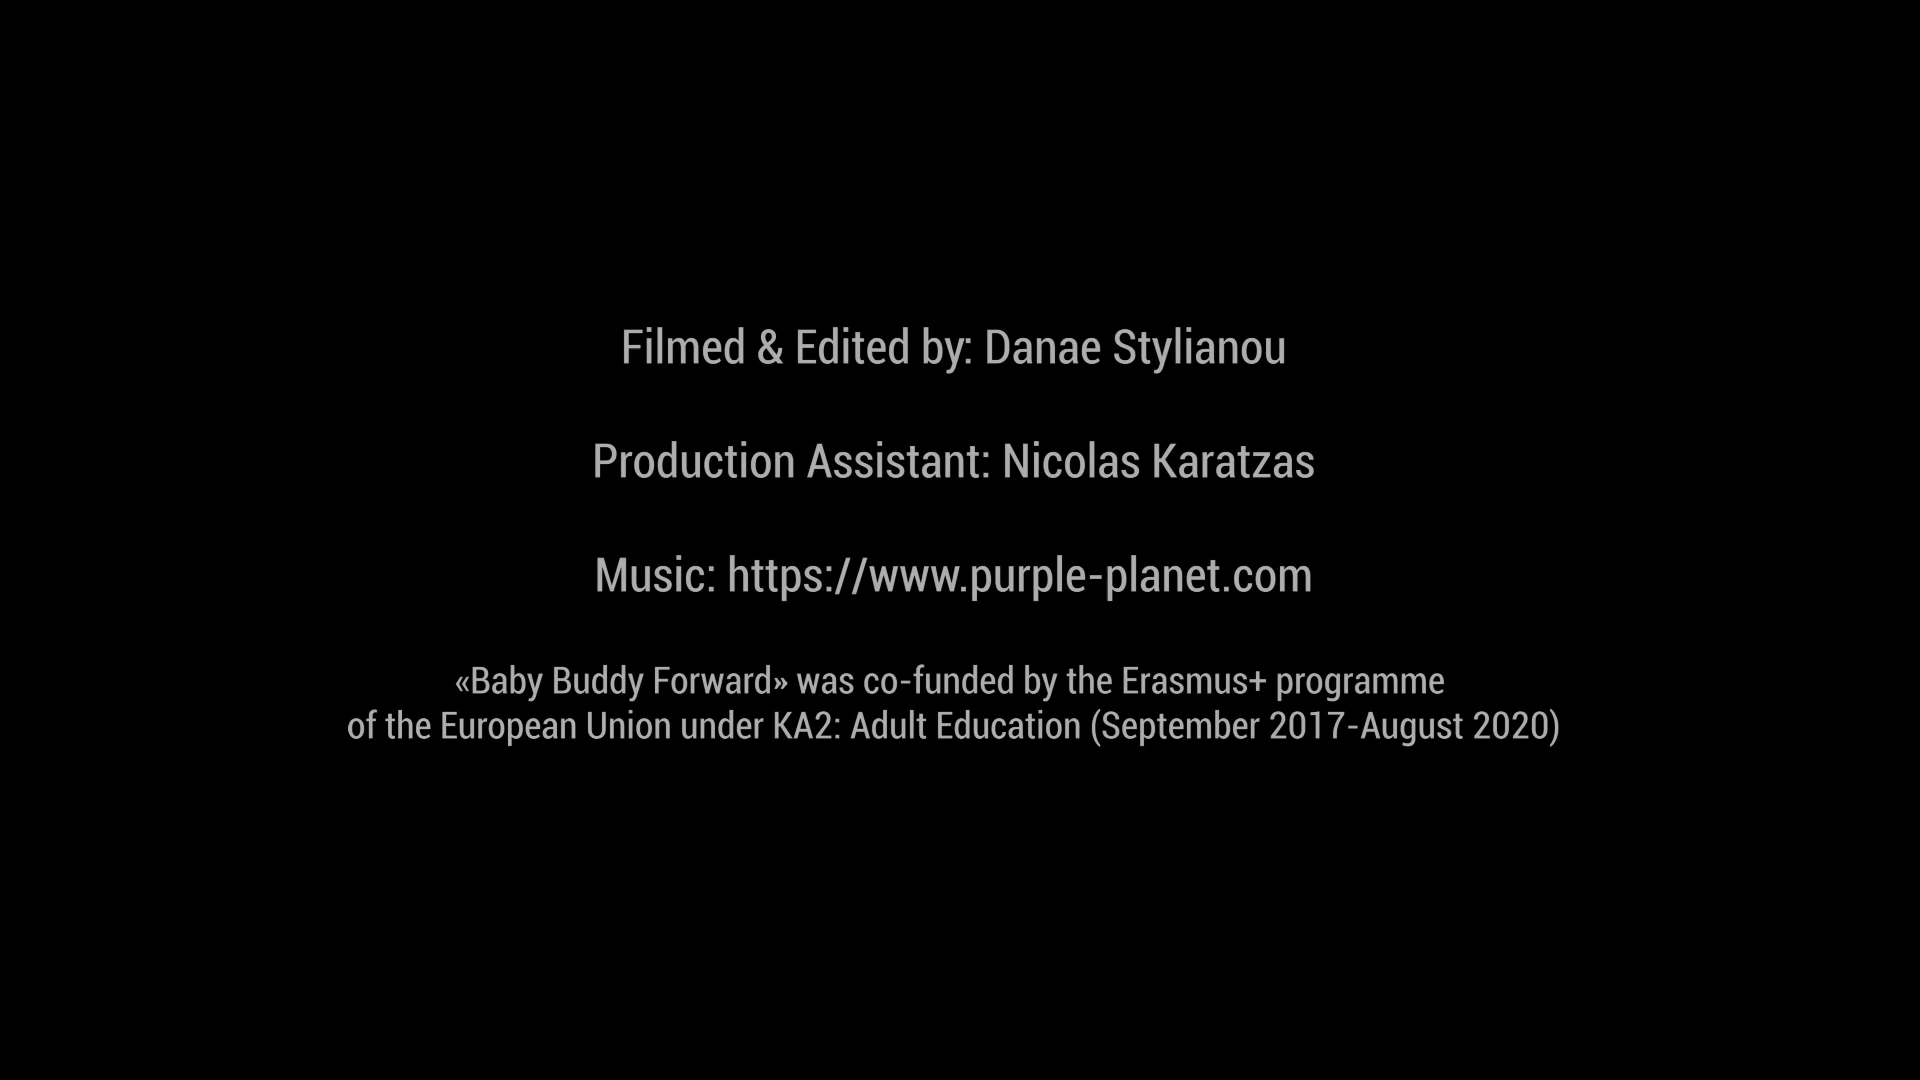 Filmed & Edited by: Danae Stylianou
Production Assistant: Nicolas Karatzas
Music: https://www.purple-planet.com
«Baby Buddy Forward» was co-funded by the Erasmus+ programme
of the European Union under KA2: Adult Education (September 2017-August 2020)